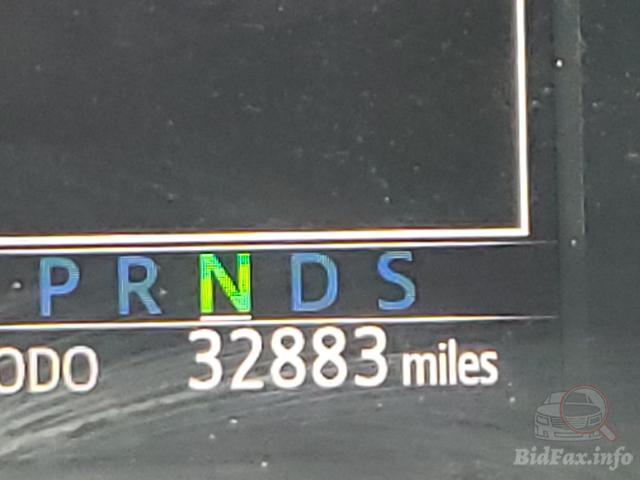 P R N D S
ODO 32883 miles
BidFax.info